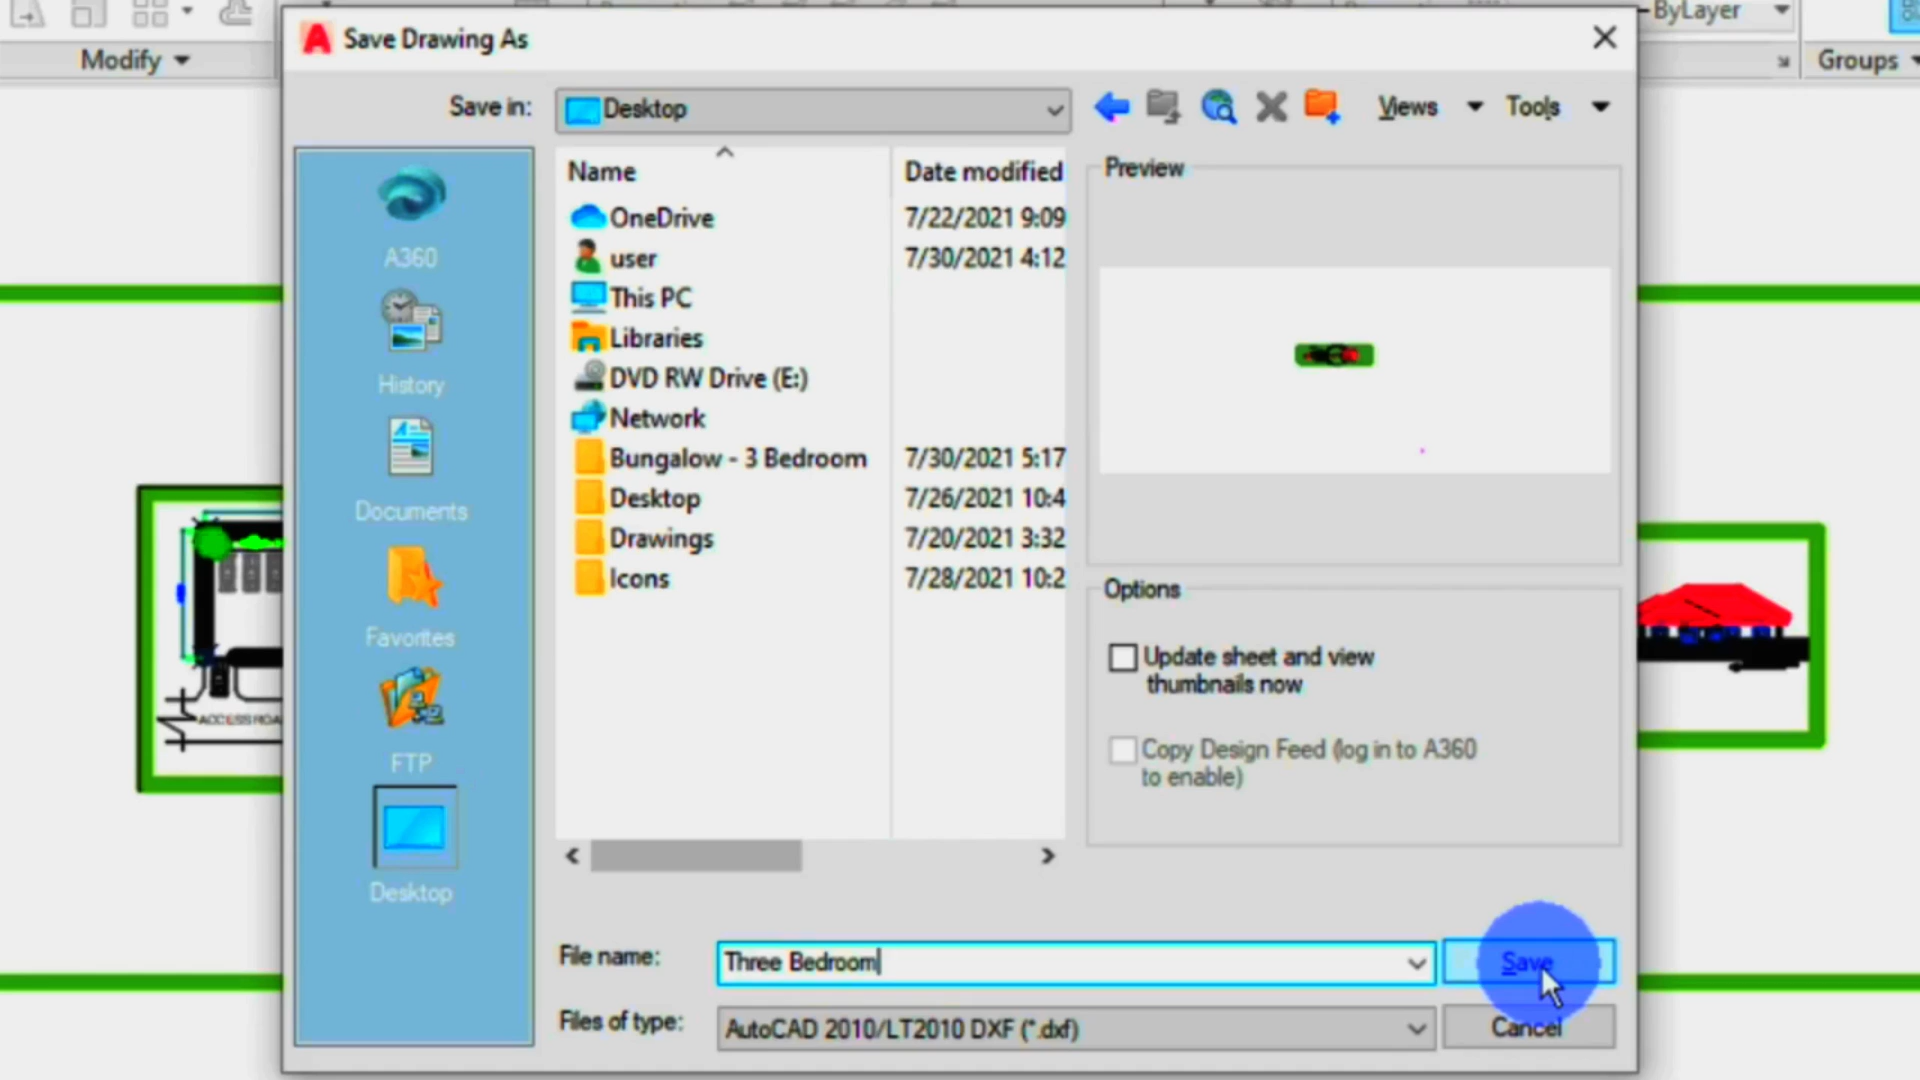 ByLayer
Modify
Groups
Save Drawing As
Save in:
Desktop
Views
Tools
Name
Date modified
Preview
OneDrive
7/22/2021 9:09
user
7/30/2021 4:12
This PC
Libraries
DVD RW Drive (E:)
Network
Bungalow - 3 Bedroom
7/30/2021 5:17
Desktop
7/26/2021 10:4
Drawings
7/20/2021 3:32
Icons
7/28/2021 10:2
A360
History
Documents
Favorites
FTP
Desktop
Options
Update sheet and view
thumbnails now
Copy Design Feed (log in to A360
to enable)
ACCESS ROA
File name:
Three Bedroom
Save
Files of type:
AutoCAD 2010/LT2010 DXF (*.dxf)
Cancel